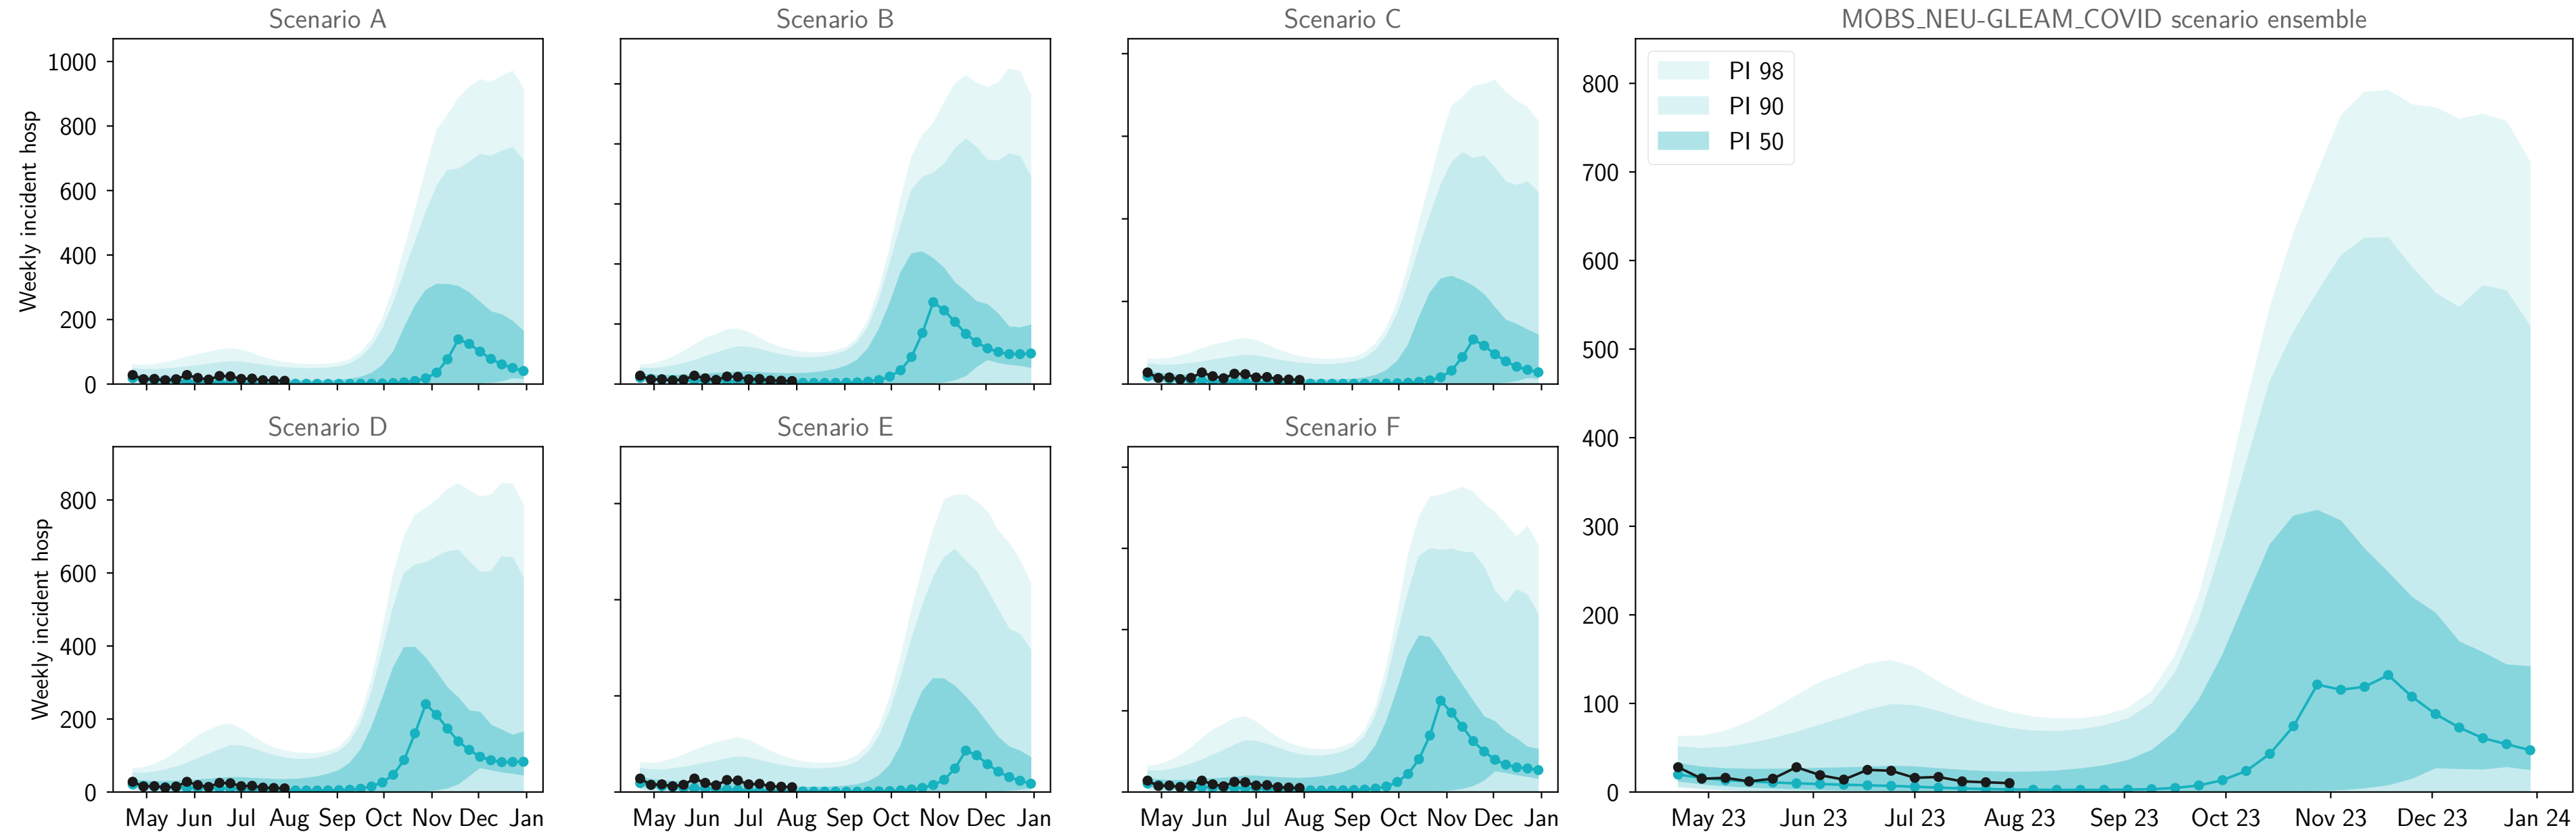 Scenario A
Scenario B
Scenario C
MOBS_NEU-GLEAM_COVID scenario ensemble
Weekly incident hosp
1000
800
600
400
200
0
PI 98
PI 90
PI 50
800
700
600
500
400
300
200
100
0
Scenario D
Scenario E
Scenario F
Weekly incident hosp
800
600
400
200
0
May Jun Jul Aug Sep Oct Nov Dec Jan
May Jun Jul Aug Sep Oct Nov Dec Jan
May Jun Jul Aug Sep Oct Nov Dec Jan
May 23 Jun 23 Jul 23 Aug 23 Sep 23 Oct 23 Nov 23 Dec 23 Jan 24